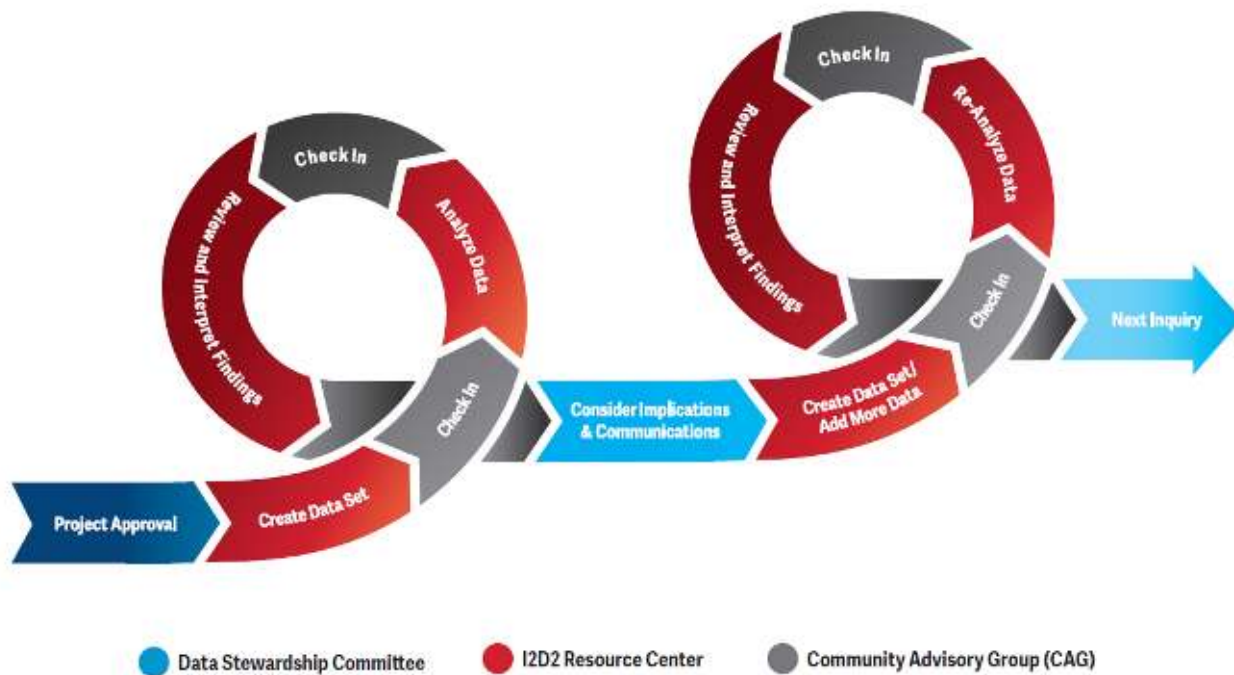 Project Approval
Create Data Set
Check In
Analyze Data
Check In
Review and Interpret Findings
Consider Implications
& Communications
Create Data Set/
Add More Data
Check In
Re-Analyze Data
Check In
Review and Interpret Findings
Next Inquiry
Data Stewardship Committee
I2D2 Resource Center
Community Advisory Group (CAG)